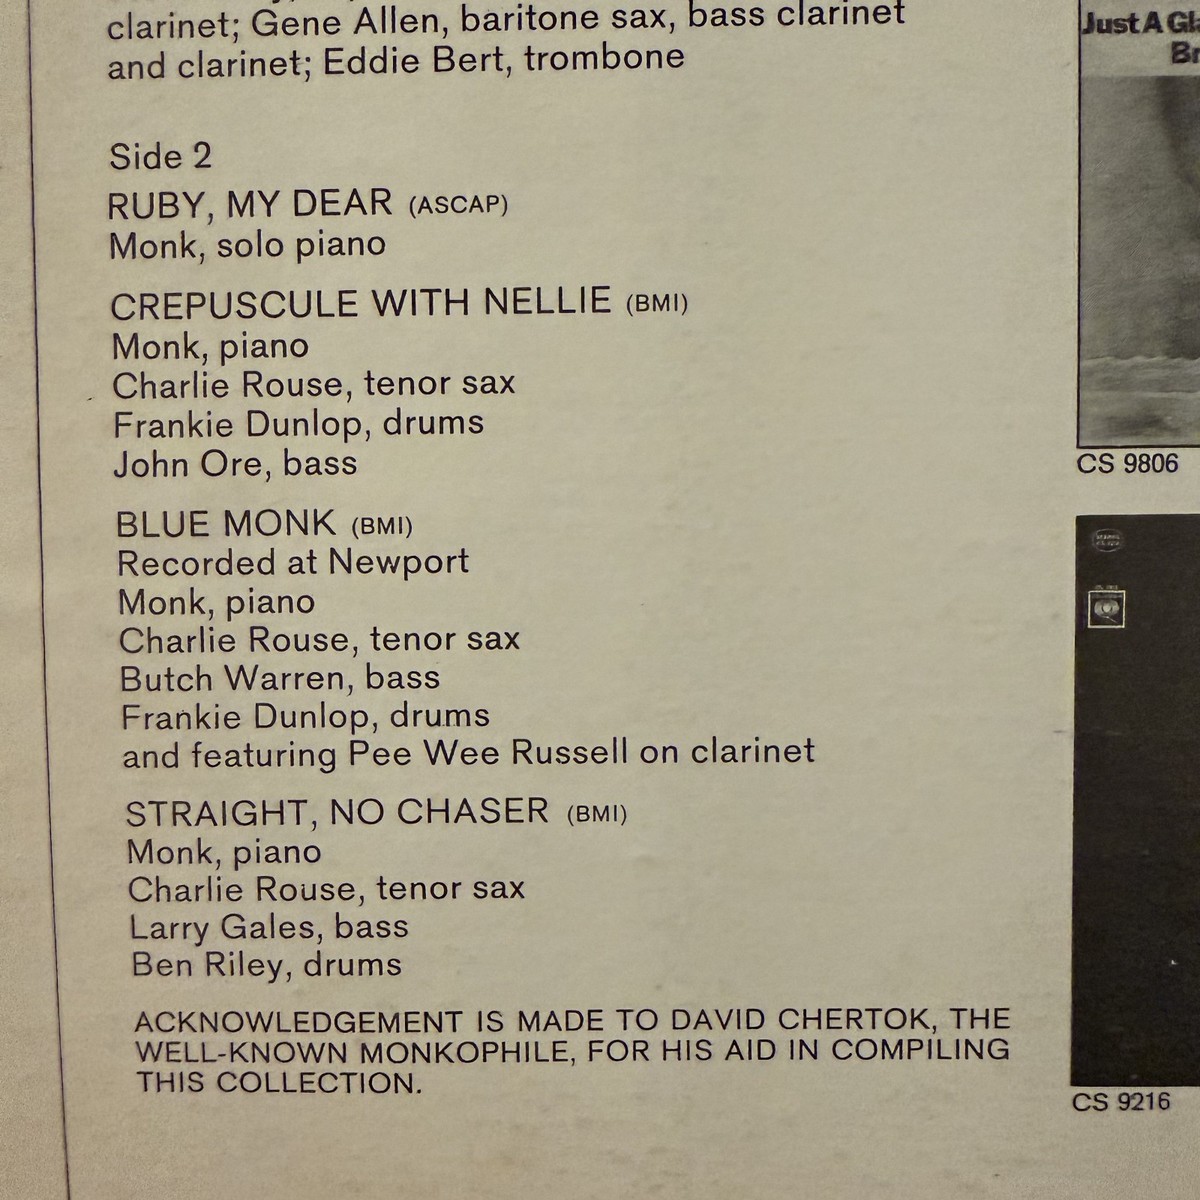 clarinet; Gene Allen, baritone sax, bass clarinet
and clarinet; Eddie Bert, trombone
Side 2
RUBY, MY DEAR (ASCAP)
Monk, solo piano
CREPUSCULE WITH NELLIE (BMI)
Monk, piano
Charlie Rouse, tenor sax
Frankie Dunlop, drums
John Ore, bass
BLUE MONK (BMI)
Recorded at Newport
Monk, piano
Charlie Rouse, tenor sax
Butch Warren, bass
Frankie Dunlop, drums
and featuring Pee Wee Russell on clarinet
STRAIGHT, NO CHASER (BMI)
Monk, piano
Charlie Rouse, tenor sax
Larry Gales, bass
Ben Riley, drums
ACKNOWLEDGEMENT IS MADE TO DAVID CHERTOK, THE
WELL-KNOWN MONKOPHILE, FOR HIS AID IN COMPILING
THIS COLLECTION.
Just A Gl
Br
CS 9806
CS 9216